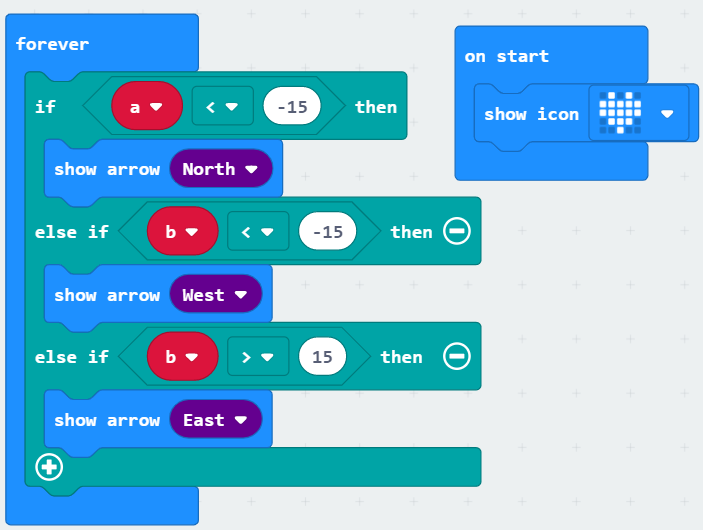 forever
if a < -15 then
show arrow North
else if b < -15 then
show arrow West
else if b > 15 then
show arrow East
on start
show icon